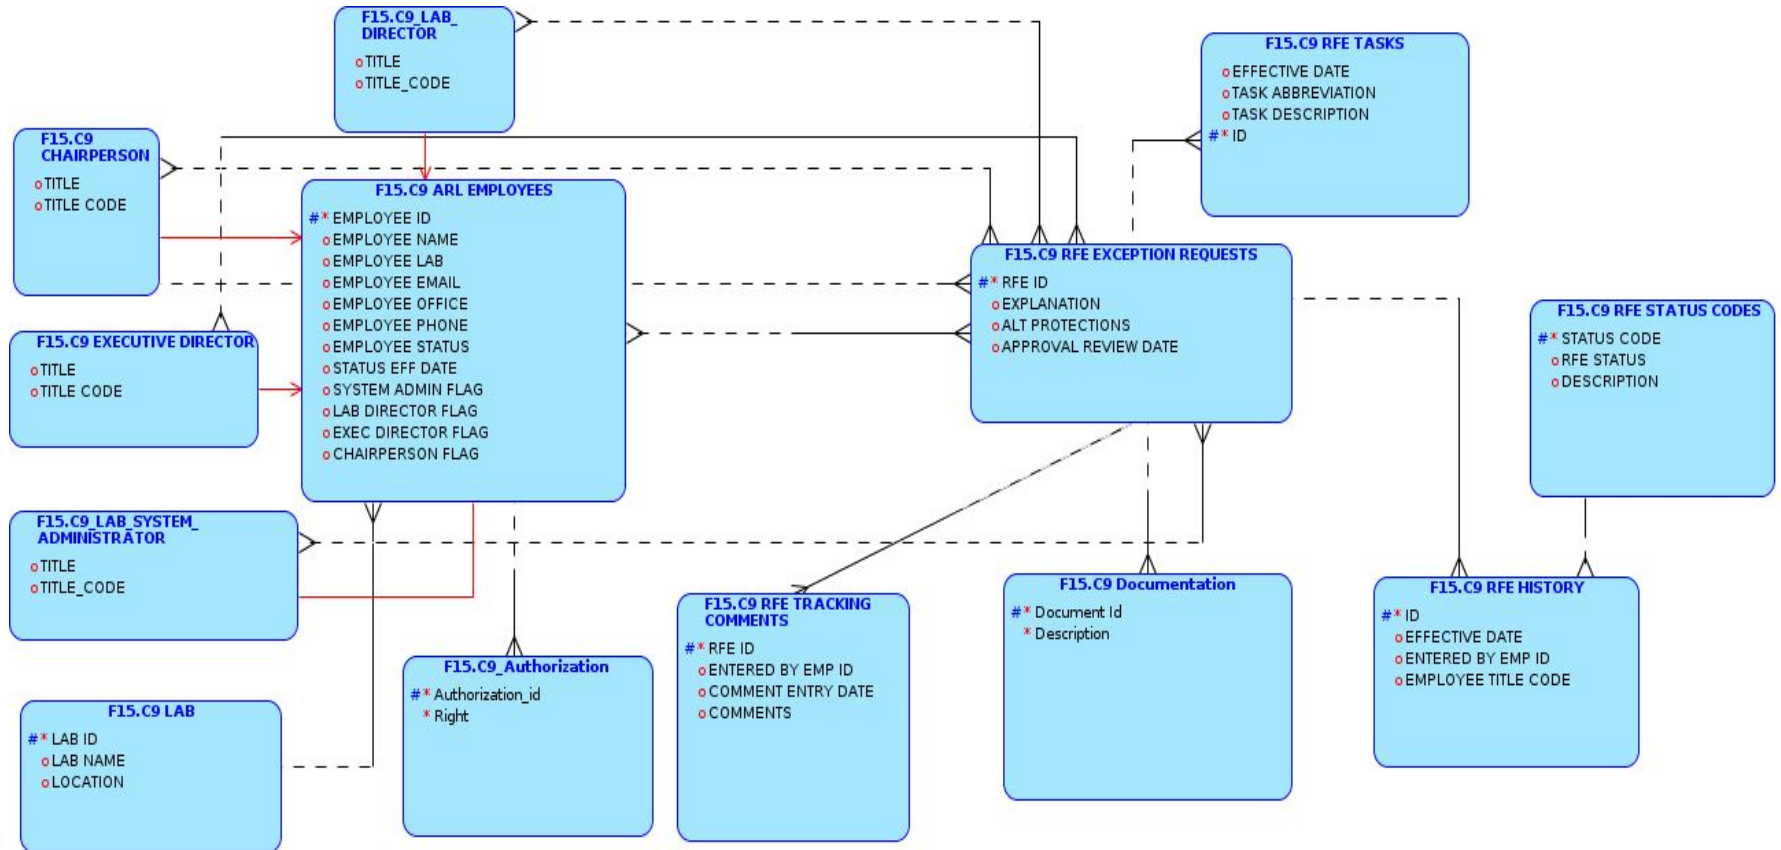 F15.C9_LAB_
DIRECTOR
o TITLE
o TITLE_CODE
F15.C9 RFE TASKS
o EFFECTIVE DATE
o TASK ABBREVIATION
o TASK DESCRIPTION
#* ID
F15.C9
CHAIRPERSON
o TITLE
o TITLE CODE
F15.C9 ARL EMPLOYEES
#* EMPLOYEE ID
o EMPLOYEE NAME
o EMPLOYEE LAB
o EMPLOYEE EMAIL
o EMPLOYEE OFFICE
o EMPLOYEE PHONE
o EMPLOYEE STATUS
o STATUS EFF DATE
o SYSTEM ADMIN FLAG
o LAB DIRECTOR FLAG
o EXEC DIRECTOR FLAG
o CHAIRPERSON FLAG
F15.C9 RFE EXCEPTION REQUESTS
#* RFE ID
o EXPLANATION
o ALT PROTECTIONS
o APPROVAL REVIEW DATE
F15.C9 RFE STATUS CODES
#* STATUS CODE
o RFE STATUS
o DESCRIPTION
F15.C9 EXECUTIVE DIRECTOR
o TITLE
o TITLE CODE
F15.C9_LAB_SYSTEM_
ADMINISTRATOR
o TITLE
o TITLE_CODE
F15.C9 LAB
#* LAB ID
o LAB NAME
o LOCATION
F15.C9_Authorization
#* Authorization_id
* Right
F15.C9 RFE TRACKING
COMMENTS
#* RFE ID
o ENTERED BY EMP ID
o COMMENT ENTRY DATE
o COMMENTS
F15.C9 Documentation
#* Document Id
* Description
F15.C9 RFE HISTORY
#* ID
o EFFECTIVE DATE
o ENTERED BY EMP ID
o EMPLOYEE TITLE CODE